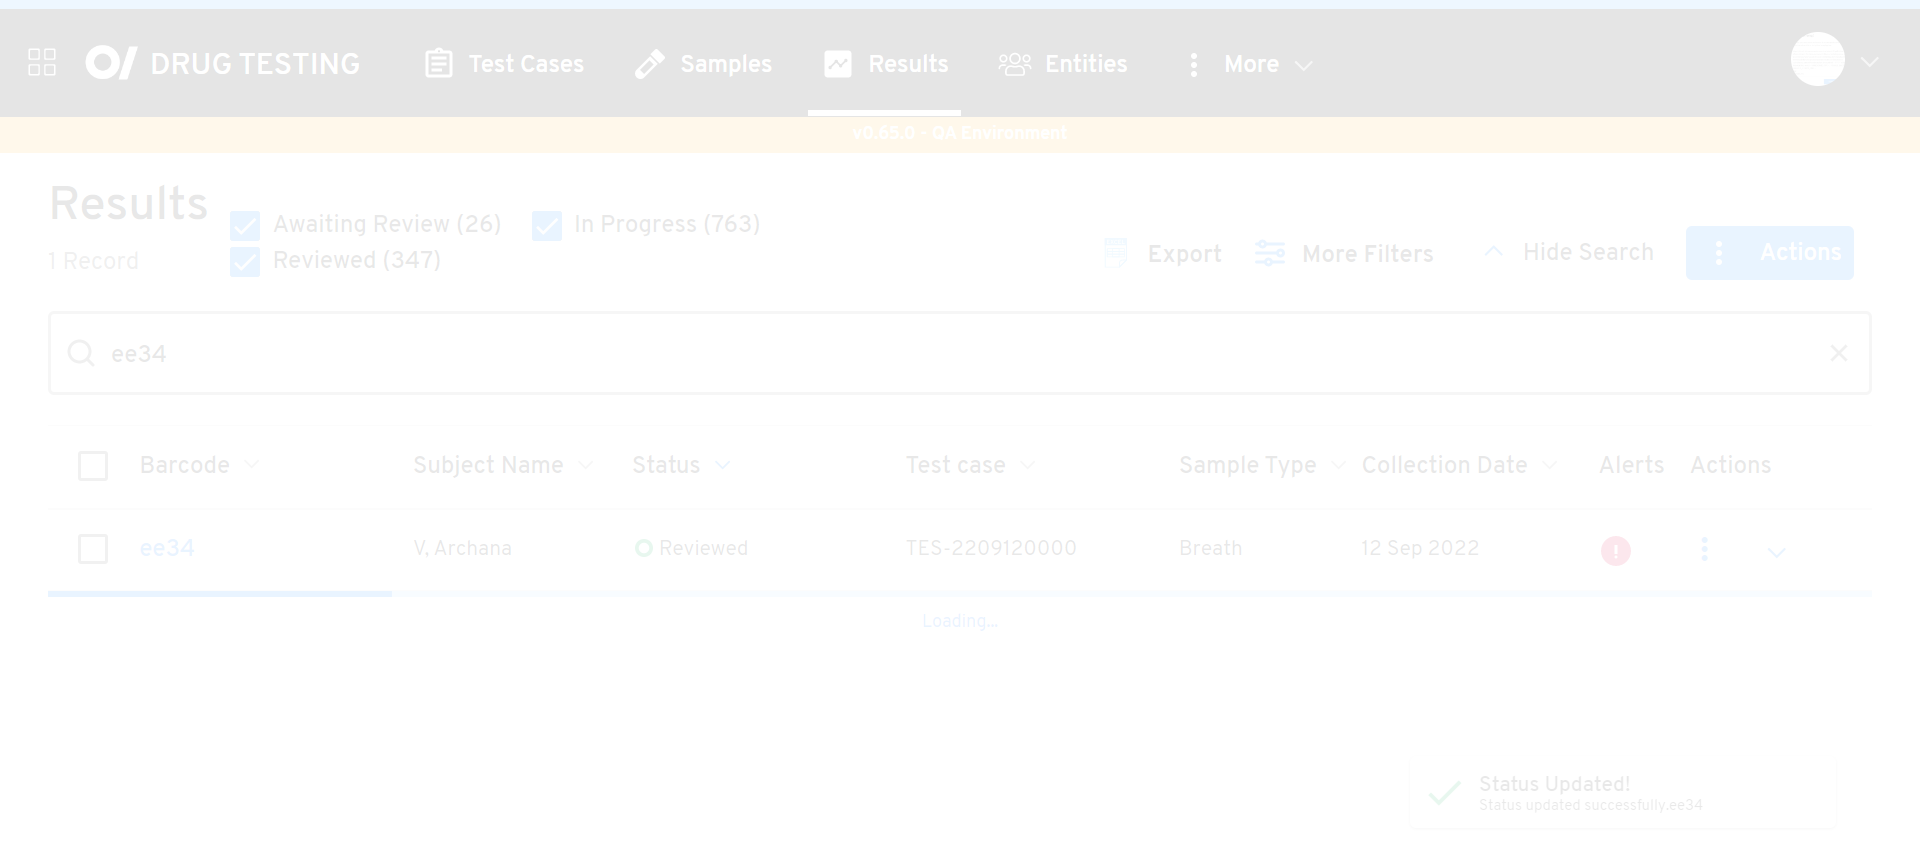 DRUG TESTING Test Cases Samples Results Entities More
v0.65.0 - QA Environment
Results
Awaiting Review (26) In Progress (763)
1 Record Reviewed (347)
Export More Filters Hide Search Actions
ee34
Barcode Subject Name Status Test case Sample Type Collection Date Alerts Actions
ee34 V, Archana Reviewed TES-2209120000 Breath 12 Sep 2022
Loading...
Status Updated!
Status updated successfully.ee34